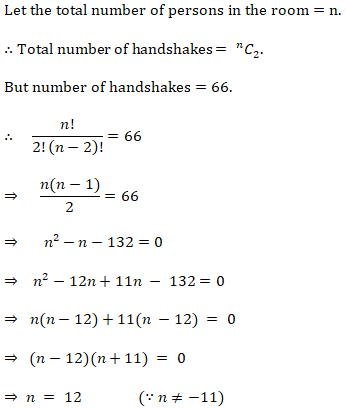 Let the total number of persons in the room = n.
∴ Total number of handshakes = ⁿC₂.
But number of handshakes = 66.
∴ n! / 2! (n − 2)! = 66
⇒ n(n − 1) / 2 = 66
⇒ n² − n − 132 = 0
⇒ n² − 12n + 11n − 132 = 0
⇒ n(n − 12) + 11(n − 12) = 0
⇒ (n − 12)(n + 11) = 0
⇒ n = 12 (∵ n ≠ −11)